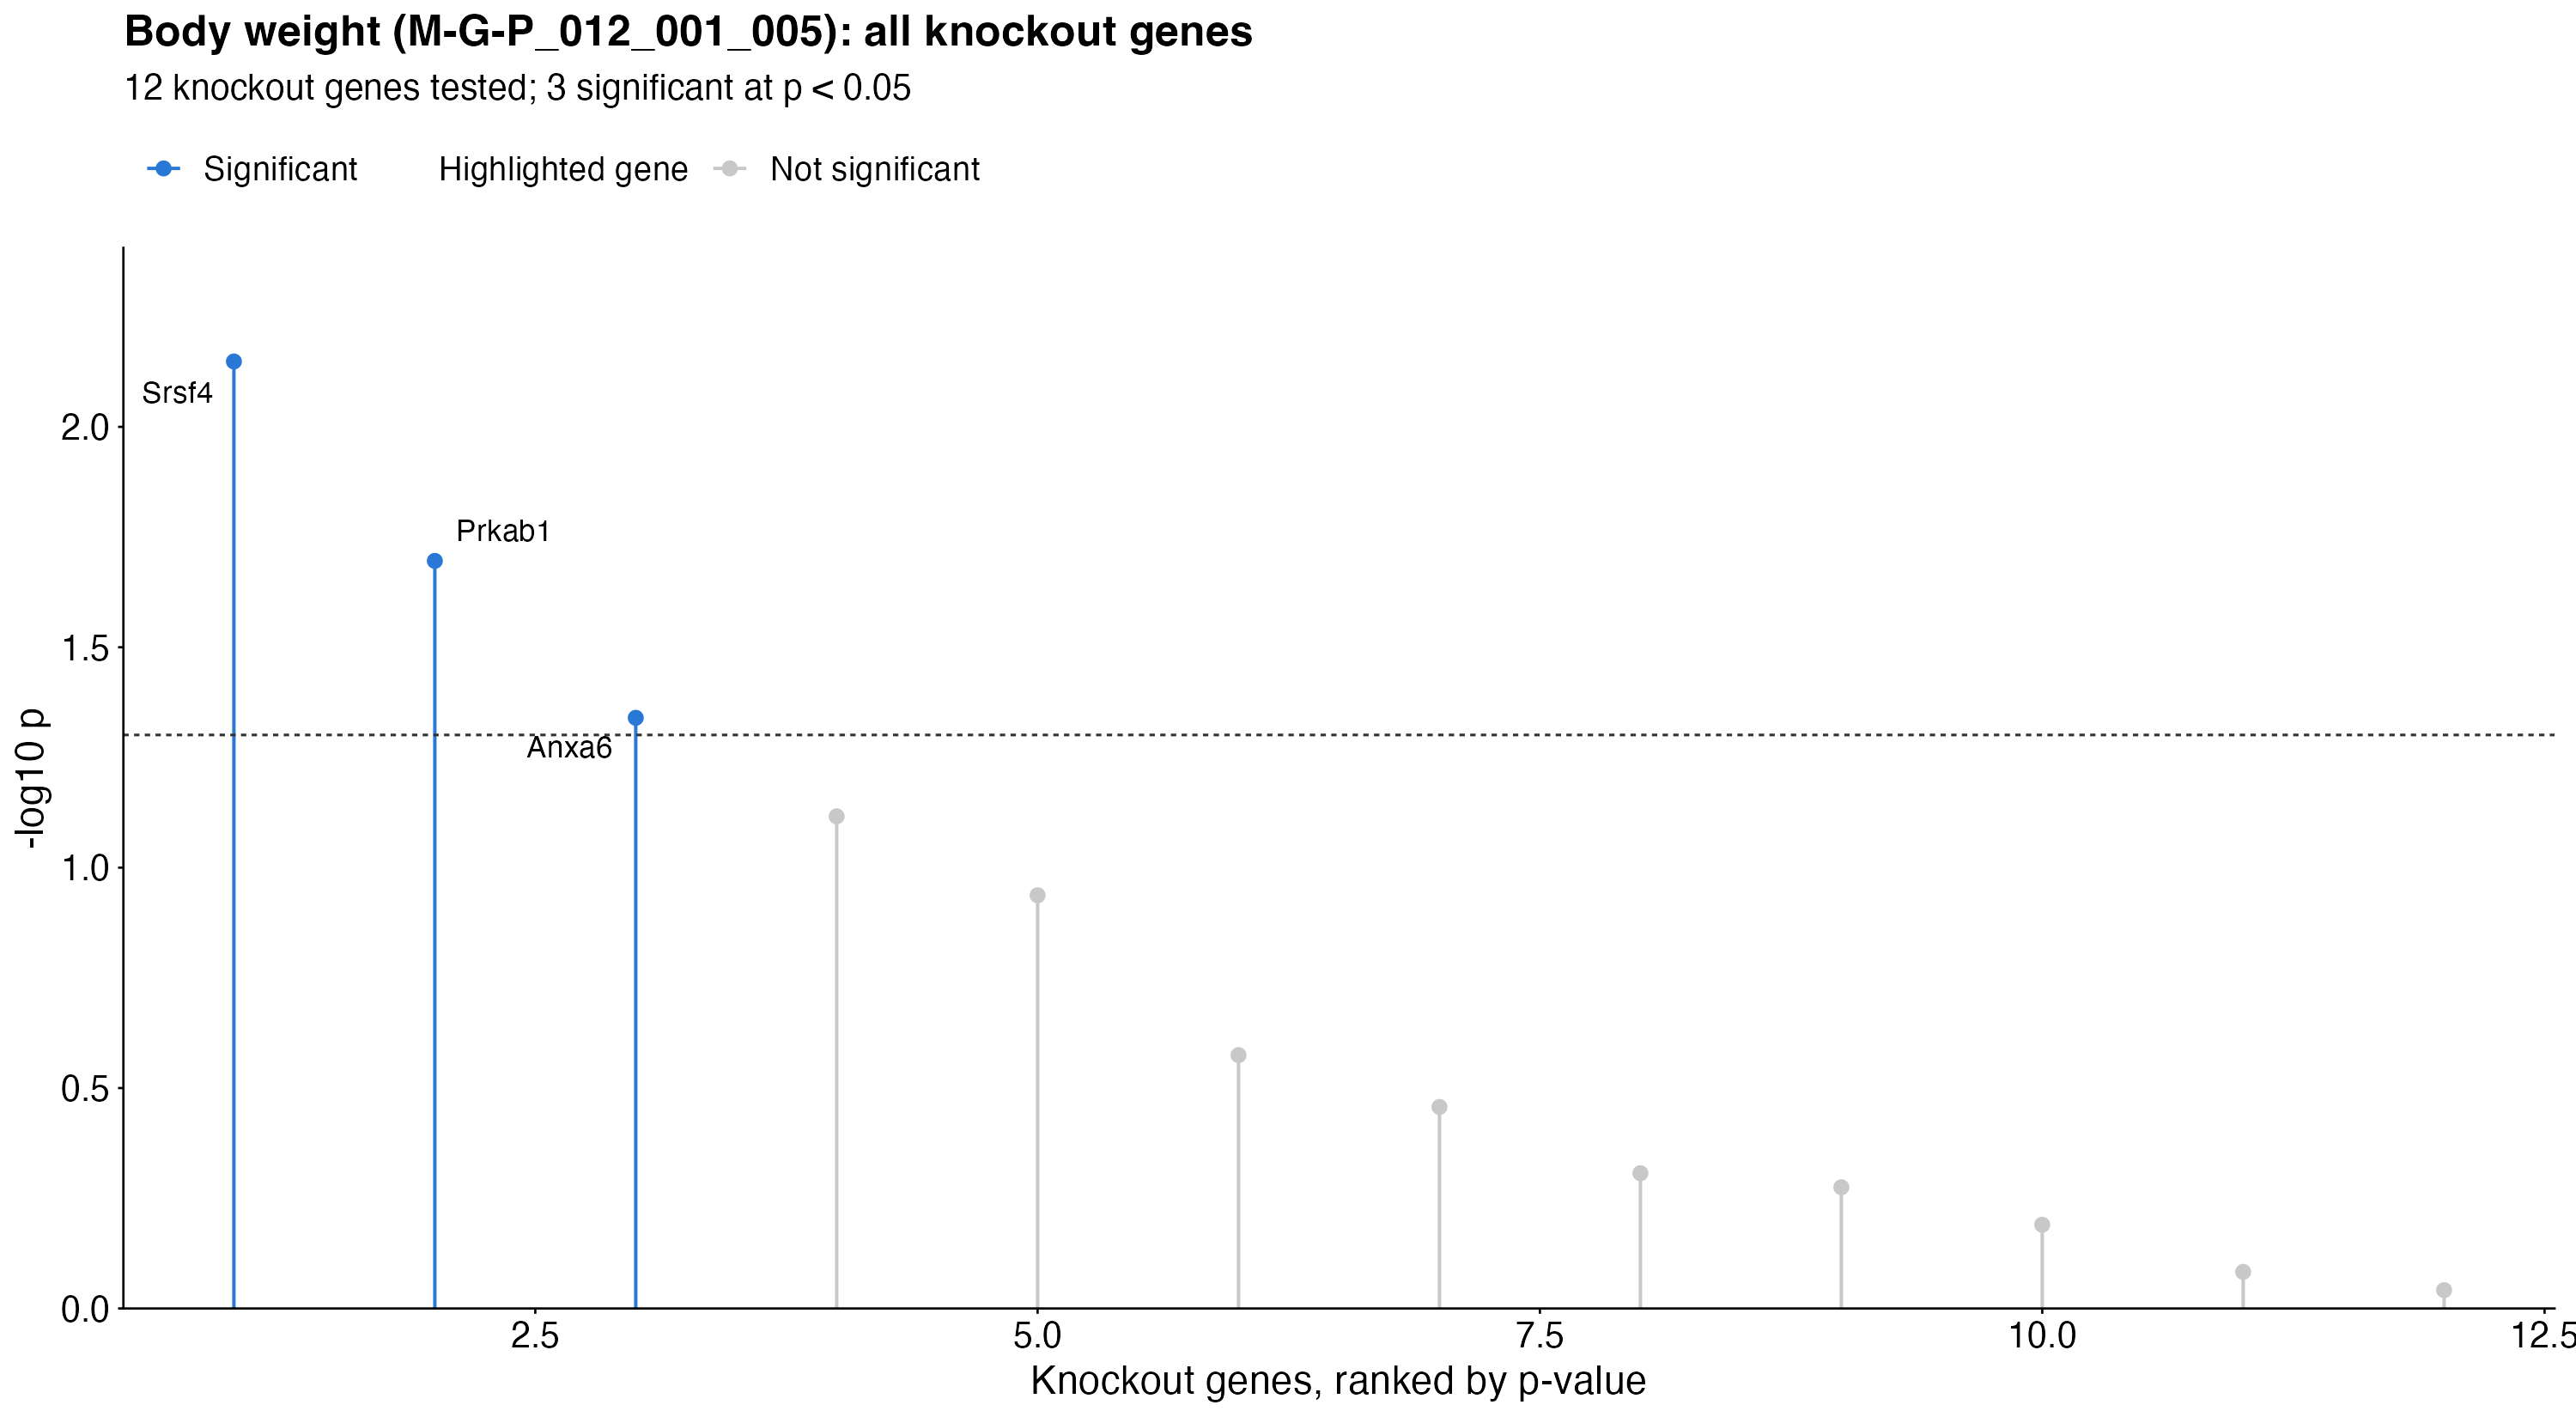 Body weight (M-G-P_012_001_005): all knockout genes
12 knockout genes tested; 3 significant at p < 0.05
Significant Highlighted gene Not significant
Srsf4
2.0
Prkab1
1.5
Anxa6
-log10 p
1.0
0.5
0.0
2.5 5.0 7.5 10.0 12.5
Knockout genes, ranked by p-value